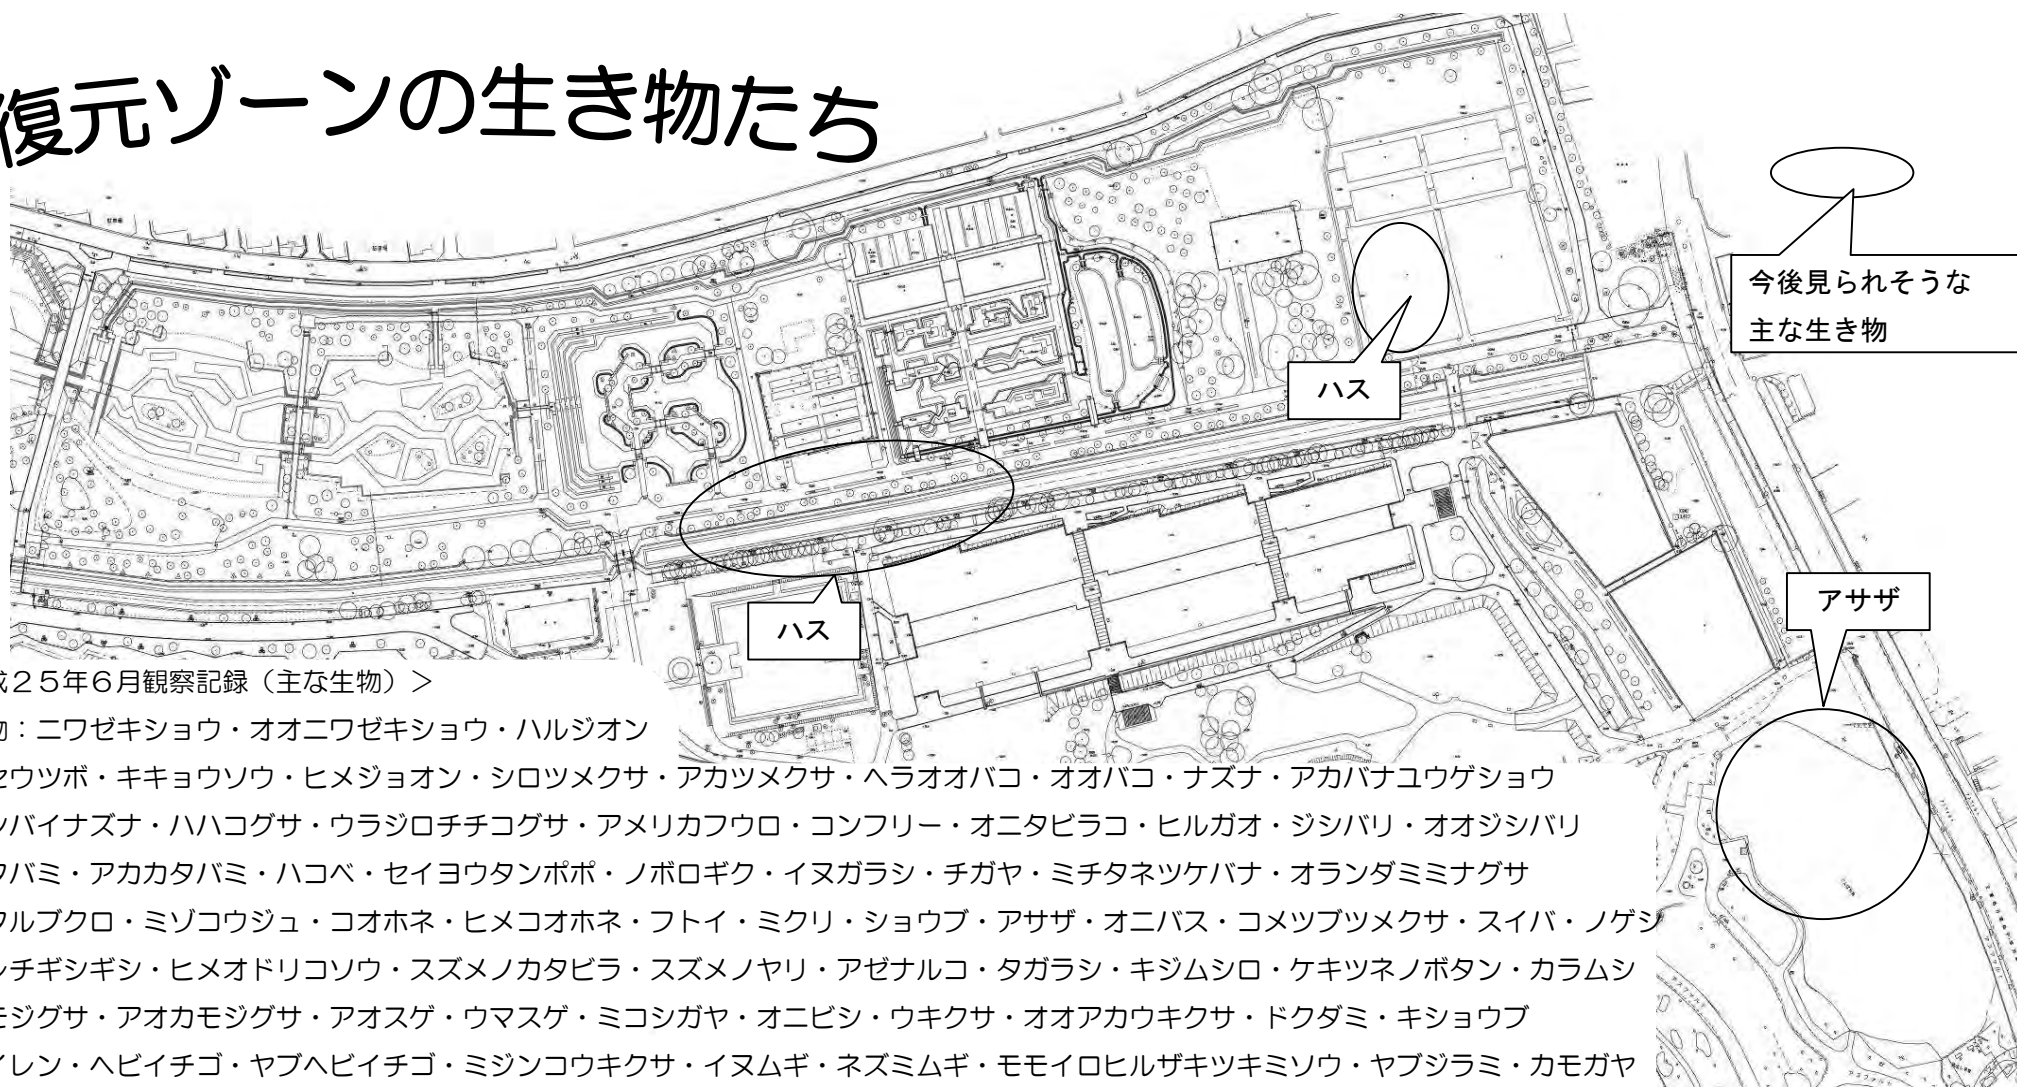 復元ゾーンの生き物たち
今後見られそうな
主な生き物
ハス
ハス
アサザ
２５年６月観察記録（主な生物）＞
：ニワゼキショウ・オオニワゼキショウ・ハルジオン
セウツボ・キキョウソウ・ヒメジョオン・シロツメクサ・アカツメクサ・ヘラオオバコ・オオバコ・ナズナ・アカバナユウゲショウ
ンバイナズナ・ハハコグサ・ウラジロチチコグサ・アメリカフウロ・コンフリー・オニタビラコ・ヒルガオ・ジシバリ・オオジシバリ
タバミ・アカカタバミ・ハコベ・セイヨウタンポポ・ノボロギク・イヌガラシ・チガヤ・ミチタネツケバナ・オランダミミナグサ
タルブクロ・ミゾコウジュ・コオホネ・ヒメコオホネ・フトイ・ミクリ・ショウブ・アサザ・オニバス・コメツブツメクサ・スイバ・ノゲシ
チギシギシ・ヒメオドリコソウ・スズメノカタビラ・スズメノヤリ・アゼナルコ・タガラシ・キジムシロ・ケキツネノボタン・カラムシ
モジグサ・アオカモジグサ・アオスゲ・ウマスゲ・ミコシガヤ・オニビシ・ウキクサ・オオアカウキクサ・ドクダミ・キショウブ
イレン・ヘビイチゴ・ヤブヘビイチゴ・ミジンコウキクサ・イヌムギ・ネズミムギ・モモイロヒルザキツキミソウ・ヤブジラミ・カモガヤ